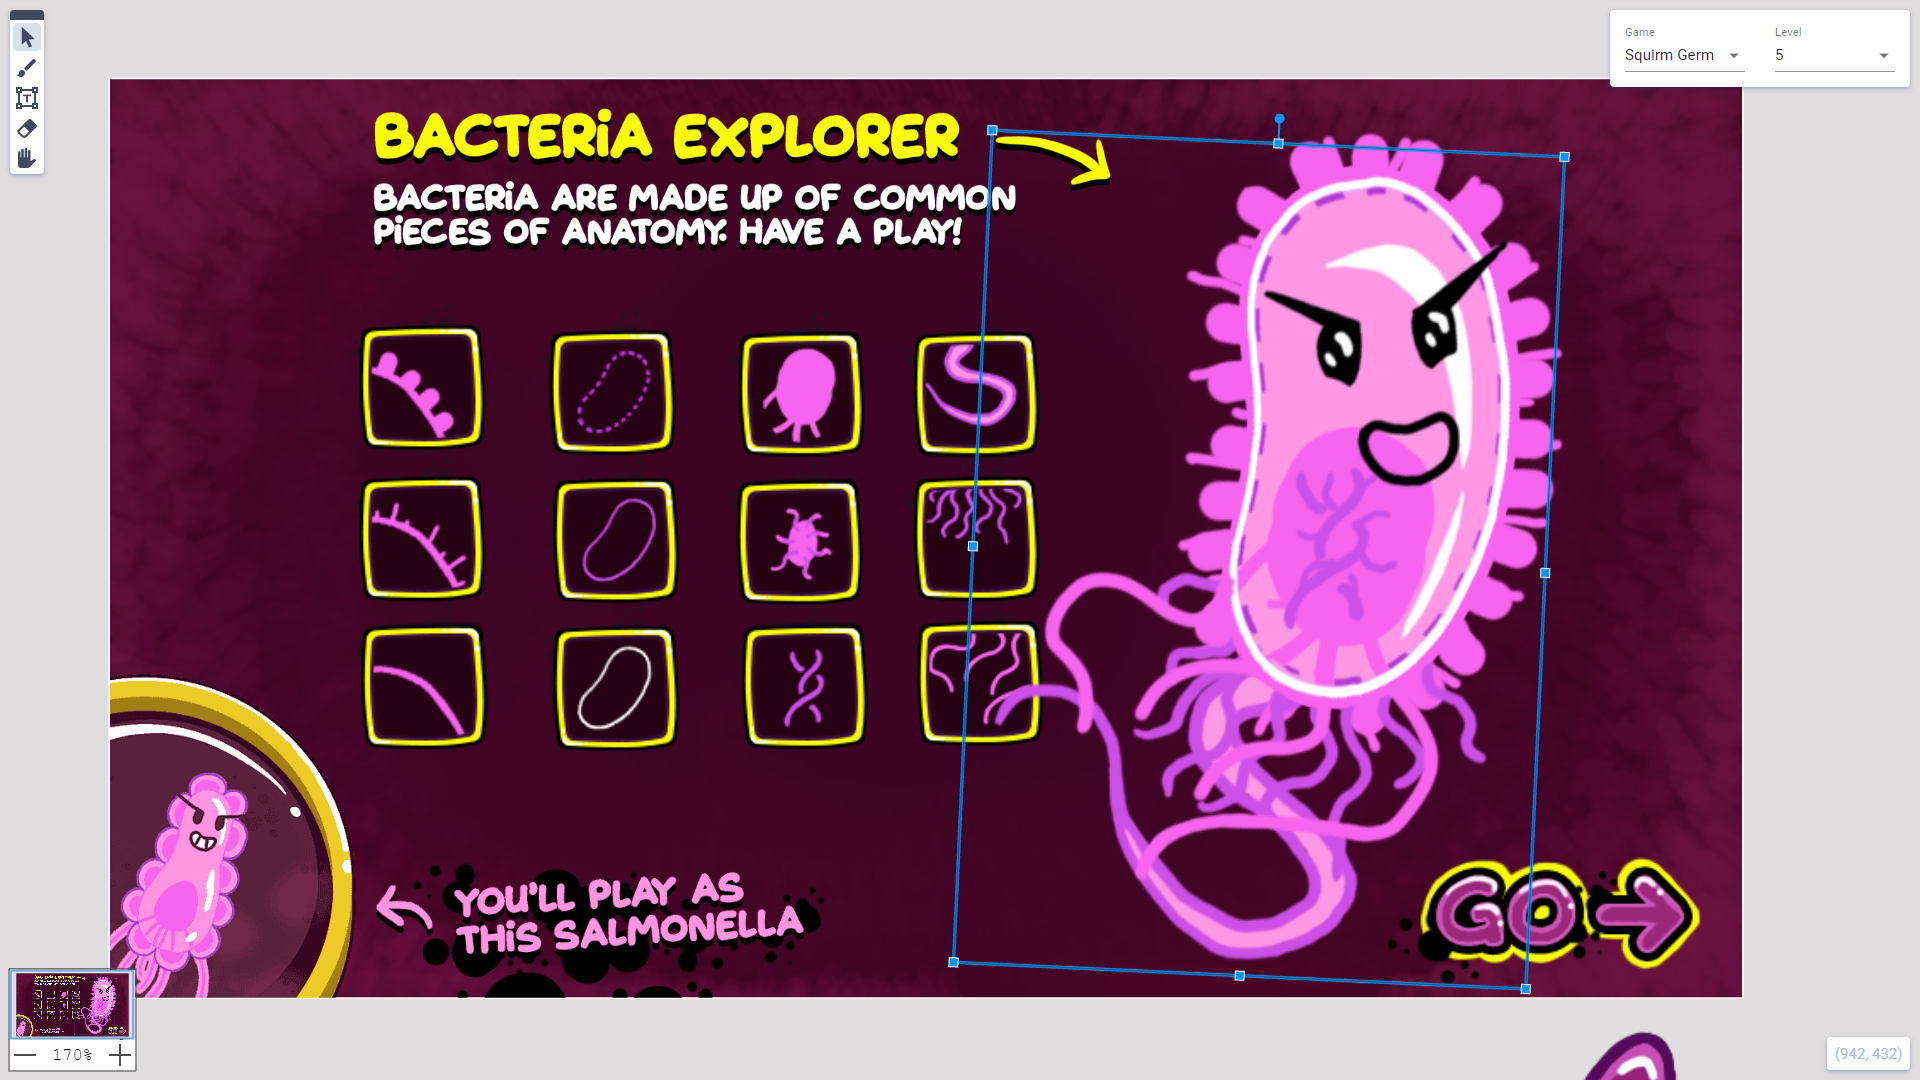 Game
Squirm Germ
Level
5
BACTERiA EXPLORER
BACTERiA ARE MADE UP OF COMMON
PiECES OF ANATOMY. HAVE A PLAY!
YOU'LL PLAY AS
THiS SALMONELLA
GO
170%
(942, 432)